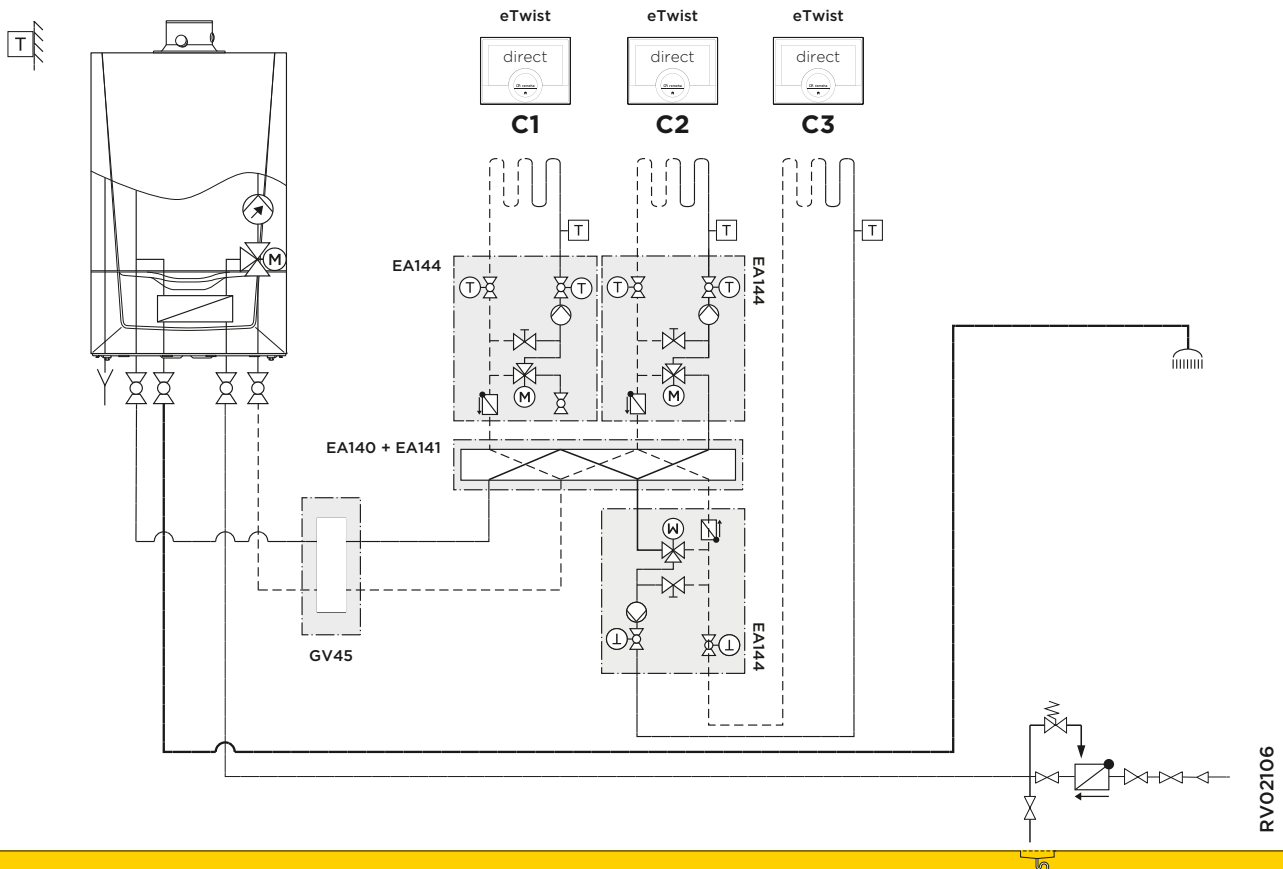 eTwist
eTwist
eTwist
T
direct
direct
direct
C1
C2
C3
T
T
T
M
EA144
EA144
T
T
T
T
M
M
EA140 + EA141
M
T
T
EA144
GV45
RV02106